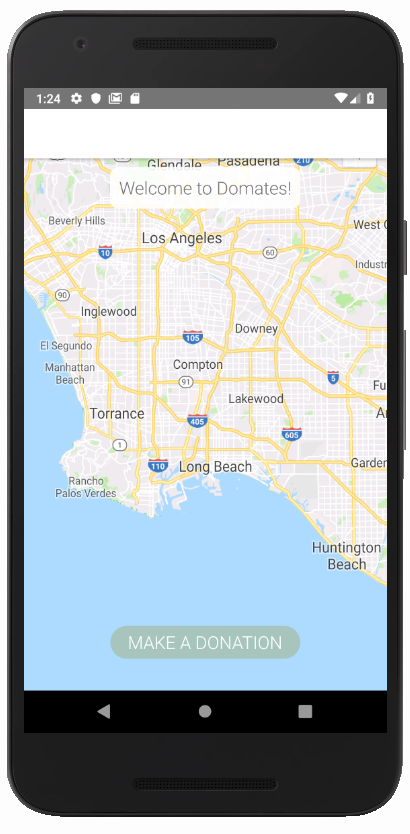 1:24
Glendale
Pasadena
210
Welcome to Domates!
Beverly Hills
West C
Los Angeles
10
60
Industr
90
Inglewood
Downey
105
El Segundo
Compton
Manhattan
Beach
91
5
Fu
Lakewood
Torrance
405
Ar
1
605
110
Long Beach
Garden
Rancho
Palos Verdes
Huntington
Beach
MAKE A DONATION